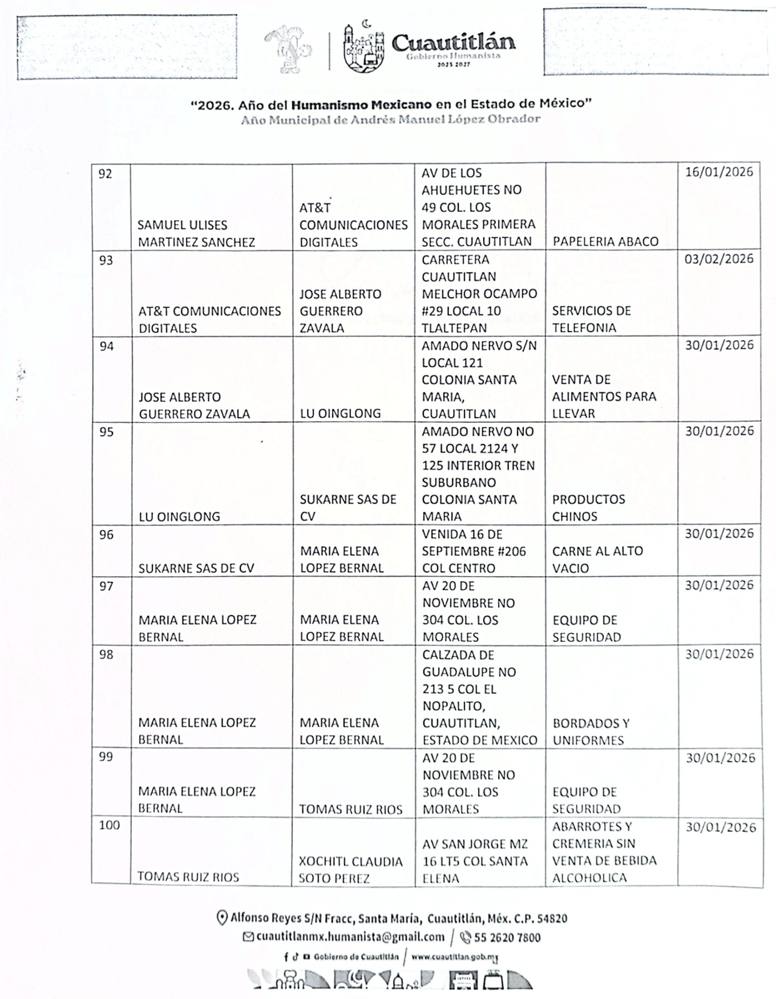 Cuautitlán
Gobierno Humanista
2025-2027
“2026. Año del Humanismo Mexicano en el Estado de México”
Año Municipal de Andrés Manuel López Obrador
92
SAMUEL ULISES
MARTINEZ SANCHEZ
AT&T
COMUNICACIONES
DIGITALES
AV DE LOS
AHUEHUETES NO
49 COL. LOS
MORALES PRIMERA
SECC. CUAUTITLAN
PAPELERIA ABACO
16/01/2026
93
AT&T COMUNICACIONES
DIGITALES
JOSE ALBERTO
GUERRERO
ZAVALA
CARRETERA
CUAUTITLAN
MELCHOR OCAMPO
#29 LOCAL 10
TLALTEPAN
SERVICIOS DE
TELEFONIA
03/02/2026
94
JOSE ALBERTO
GUERRERO ZAVALA
LU OINGLONG
AMADO NERVO S/N
LOCAL 121
COLONIA SANTA
MARIA,
CUAUTITLAN
VENTA DE
ALIMENTOS PARA
LLEVAR
30/01/2026
95
LU OINGLONG
SUKARNE SAS DE
CV
AMADO NERVO NO
57 LOCAL 2124 Y
125 INTERIOR TREN
SUBURBANO
COLONIA SANTA
MARIA
PRODUCTOS
CHINOS
30/01/2026
96
SUKARNE SAS DE CV
MARIA ELENA
LOPEZ BERNAL
VENIDA 16 DE
SEPTIEMBRE #206
COL CENTRO
CARNE AL ALTO
VACIO
30/01/2026
97
MARIA ELENA LOPEZ
BERNAL
MARIA ELENA
LOPEZ BERNAL
AV 20 DE
NOVIEMBRE NO
304 COL. LOS
MORALES
EQUIPO DE
SEGURIDAD
30/01/2026
98
MARIA ELENA LOPEZ
BERNAL
MARIA ELENA
LOPEZ BERNAL
CALZADA DE
GUADALUPE NO
213 5 COL EL
NOPALITO,
CUAUTITLAN,
ESTADO DE MEXICO
BORDADOS Y
UNIFORMES
30/01/2026
99
MARIA ELENA LOPEZ
BERNAL
TOMAS RUIZ RIOS
AV 20 DE
NOVIEMBRE NO
304 COL. LOS
MORALES
EQUIPO DE
SEGURIDAD
30/01/2026
100
TOMAS RUIZ RIOS
XOCHITL CLAUDIA
SOTO PEREZ
AV SAN JORGE MZ
16 LT5 COL SANTA
ELENA
ABARROTES Y
CREMERIA SIN
VENTA DE BEBIDA
ALCOHOLICA
30/01/2026
Alfonso Reyes S/N Fracc, Santa María, Cuautitlán, Méx. C.P. 54820
cuautitlanmx.humanista@gmail.com / 55 2620 7800
Gobierno de Cuautitlán / www.cuautitlan.gob.mx